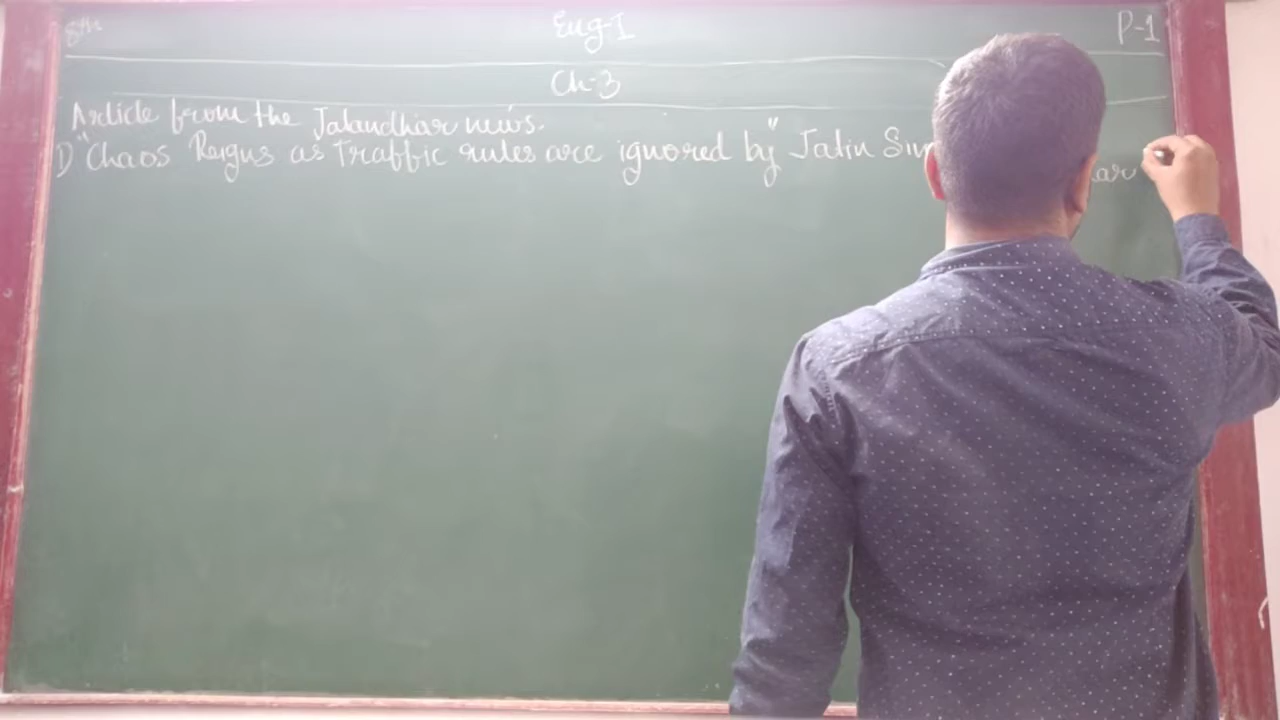 8th Eng-I P-1
Ch-3
Article from the Jalandhar news.
1) "Chaos Reigns as Traffic rules are ignored by" Jatin